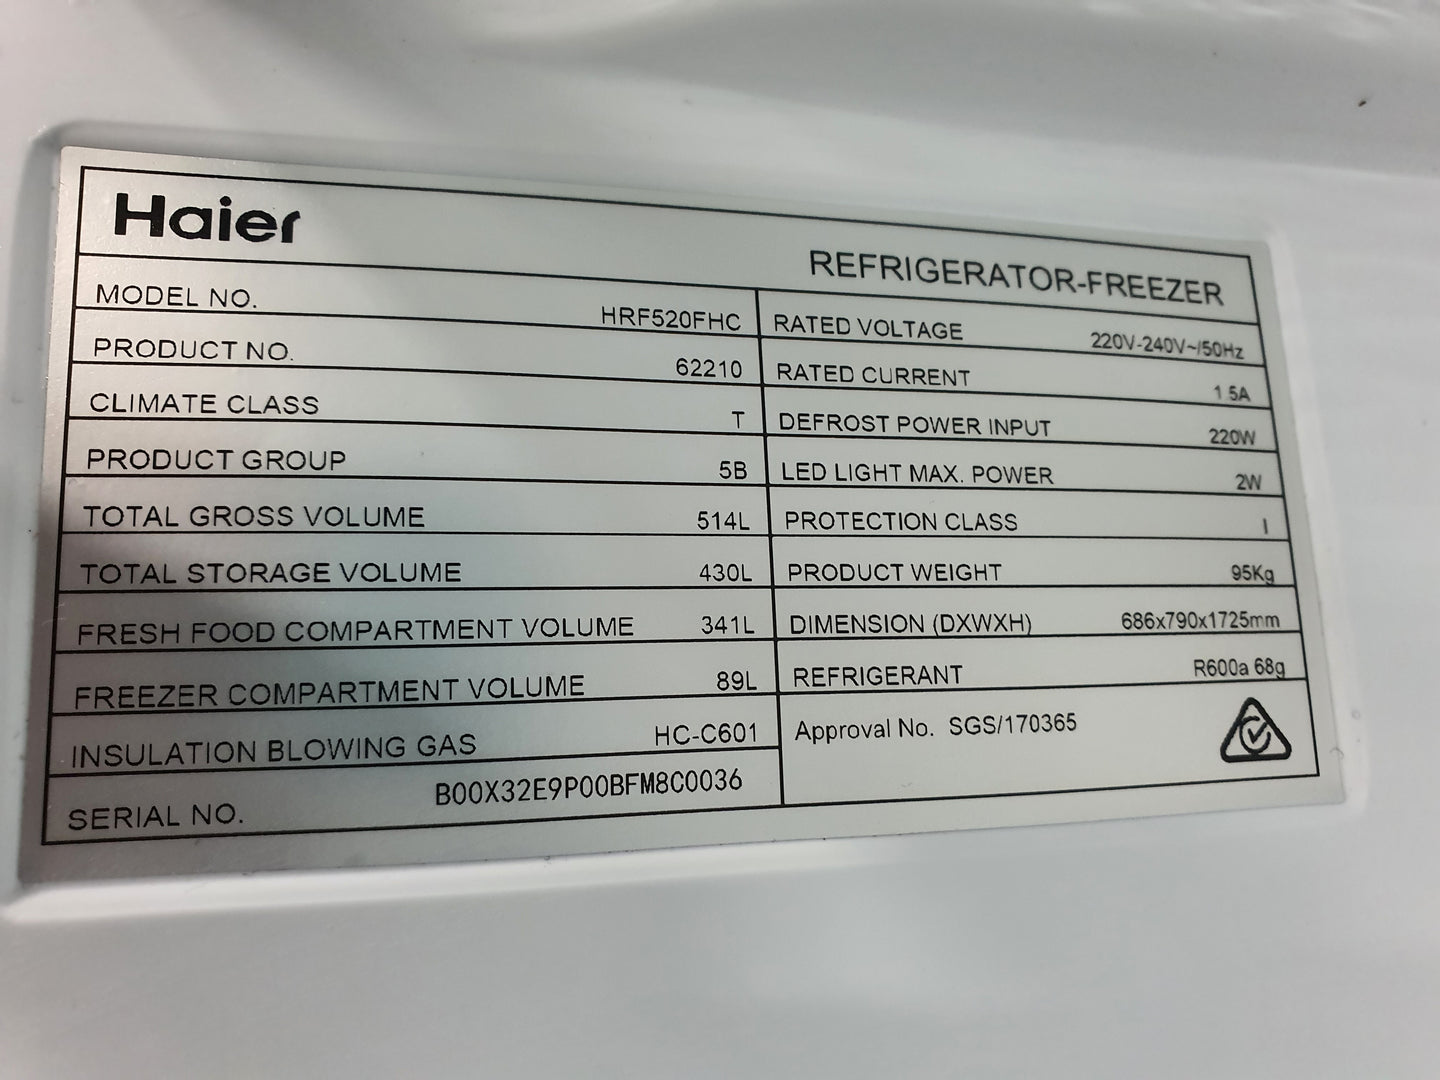 Haier
REFRIGERATOR-FREEZER
MODEL NO. HRF520FHC
PRODUCT NO. 62210
CLIMATE CLASS T
PRODUCT GROUP 5B
TOTAL GROSS VOLUME 514L
TOTAL STORAGE VOLUME 430L
FRESH FOOD COMPARTMENT VOLUME 341L
FREEZER COMPARTMENT VOLUME 89L
INSULATION BLOWING GAS HC-C601
SERIAL NO. B00X32E9P00BFM8C0036
RATED VOLTAGE 220V-240V~/50Hz
RATED CURRENT 1.5A
DEFROST POWER INPUT 220W
LED LIGHT MAX. POWER 2W
PROTECTION CLASS I
PRODUCT WEIGHT 95Kg
DIMENSION (DXWXH) 686x790x1725mm
REFRIGERANT R600a 68g
Approval No. SGS/170365